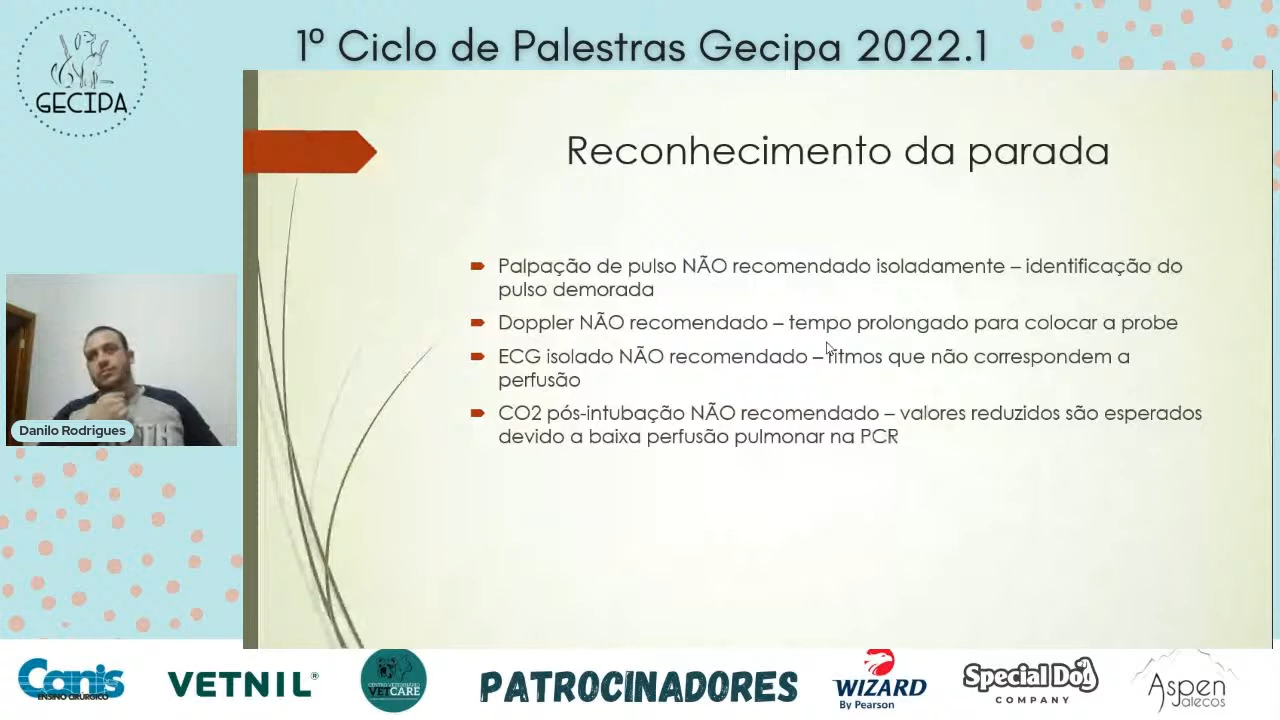 1º Ciclo de Palestras Gecipa 2022.1
GECIPA
Reconhecimento da parada
Palpação de pulso NÃO recomendado isoladamente – identificação do
pulso demorada
Doppler NÃO recomendado – tempo prolongado para colocar a probe
ECG isolado NÃO recomendado – ritmos que não correspondem a
perfusão
CO2 pós-intubação NÃO recomendado – valores reduzidos são esperados
devido a baixa perfusão pulmonar na PCR
Danilo Rodrigues
Canis
ENSINO CIRÚRGICO
VETNIL®
CENTRO VETERINÁRIO
VETCARE
PATROCINADORES
WIZARD
By Pearson
Special Dog
COMPANY
Aspen
Jalecos